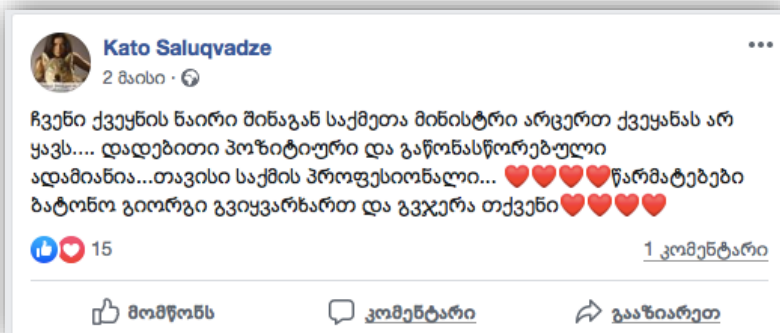 Kato Saluqvadze
2 მაისი ·
ჩვენი ქვეყნის ნაირი შინაგან საქმეთა მინისტრი არცერთ ქვეყანას არ
ყავს.... დადებითი პოზიტიური და გაწონასწორებული
ადამიანია...თავისი საქმის პროფესიონალი... ❤️❤️❤️❤️წარმატებები
ბატონო გიორგი გვიყვარხართ და გვჯერა თქვენი❤️❤️❤️❤️
15 1 კომენტარი
მომწონს კომენტარი გააზიარეთ